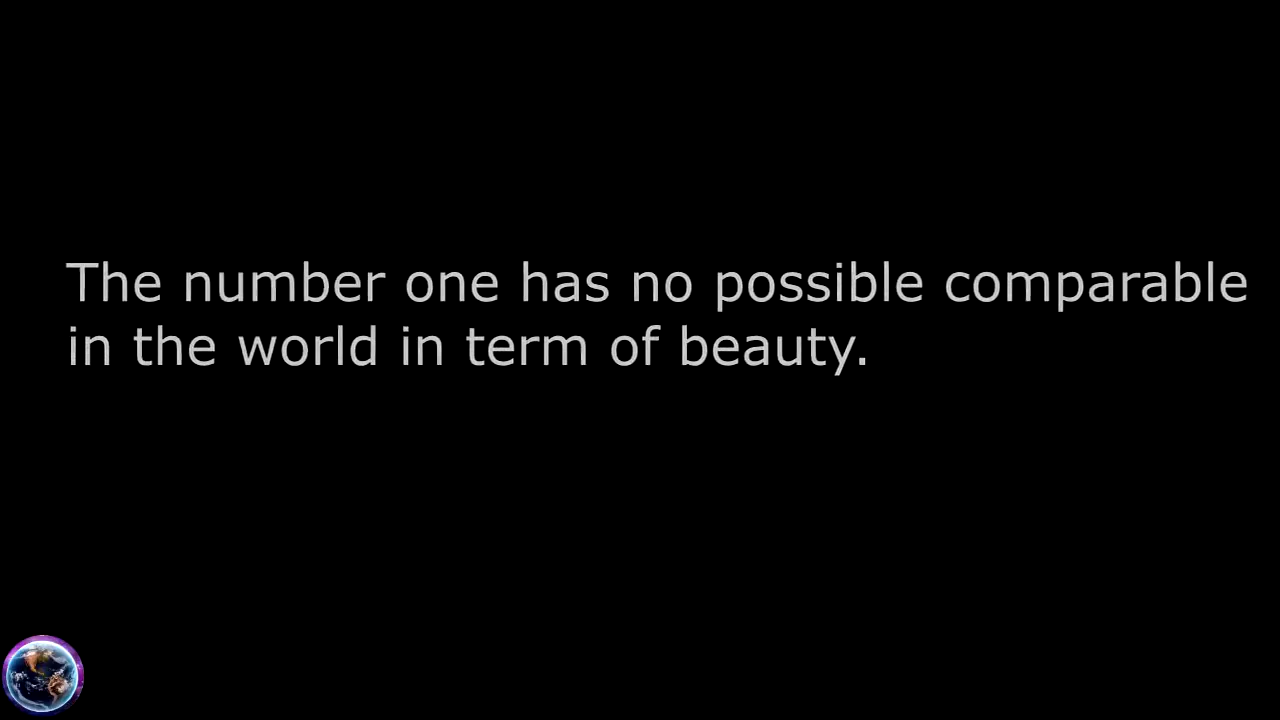 The number one has no possible comparable
in the world in term of beauty.